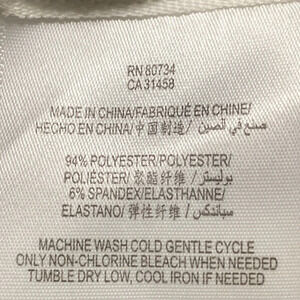 RN 80734
CA 31458
MADE IN CHINA/FABRIQUÉ EN CHINE/
HECHO EN CHINA/中国制造/ صنع في الصين
94% POLYESTER/POLYESTER/
POLIÉSTER/ 聚酯纤维 /بوليستر
6% SPANDEX/ELASTHANNE/
ELASTANO/ 弹性纤维 /سباندكس
MACHINE WASH COLD GENTLE CYCLE
ONLY NON-CHLORINE BLEACH WHEN NEEDED
TUMBLE DRY LOW, COOL IRON IF NEEDED